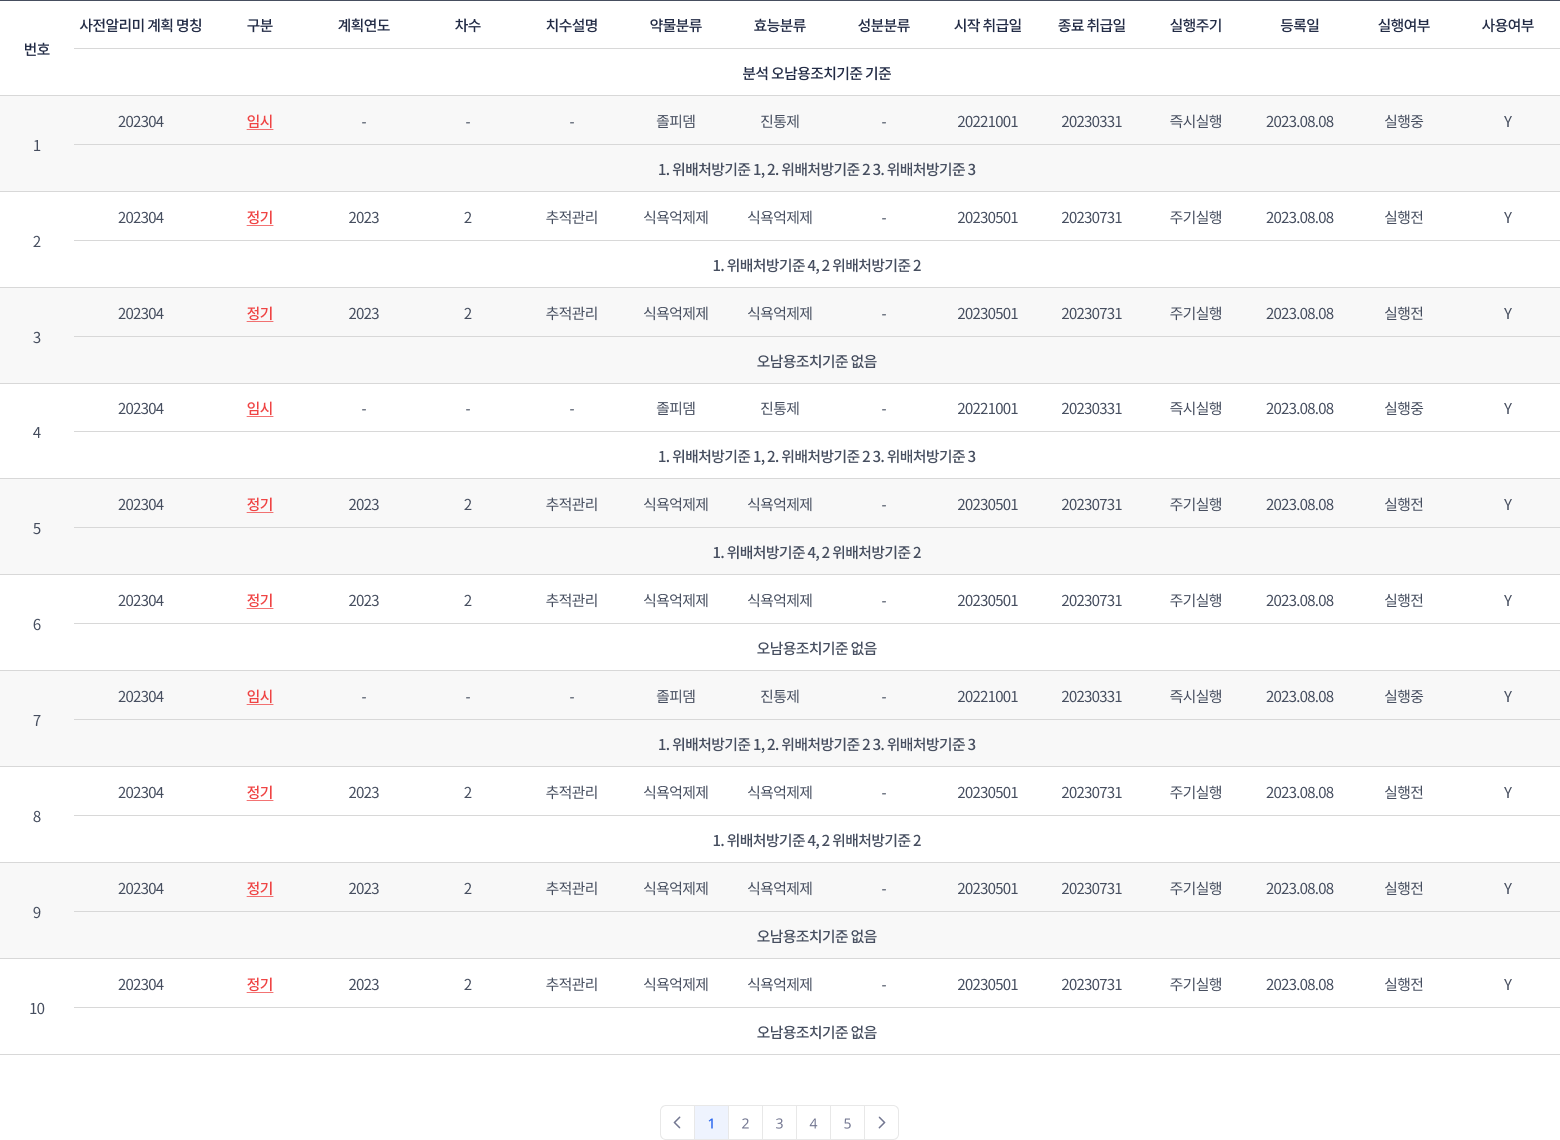 번호 사전알리미 계획 명칭 구분 계획연도 차수 치수설명 약물분류 효능분류 성분분류 시작 취급일 종료 취급일 실행주기 등록일 실행여부 사용여부
분석 오남용조치기준 기준
1 202304 임시 - - - 졸피뎀 진통제 - 20221001 20230331 즉시실행 2023.08.08 실행중 Y
1. 위배처방기준 1, 2. 위배처방기준 2 3. 위배처방기준 3
2 202304 정기 2023 2 추적관리 식욕억제제 식욕억제제 - 20230501 20230731 주기실행 2023.08.08 실행전 Y
1. 위배처방기준 4, 2 위배처방기준 2
3 202304 정기 2023 2 추적관리 식욕억제제 식욕억제제 - 20230501 20230731 주기실행 2023.08.08 실행전 Y
오남용조치기준 없음
4 202304 임시 - - - 졸피뎀 진통제 - 20221001 20230331 즉시실행 2023.08.08 실행중 Y
1. 위배처방기준 1, 2. 위배처방기준 2 3. 위배처방기준 3
5 202304 정기 2023 2 추적관리 식욕억제제 식욕억제제 - 20230501 20230731 주기실행 2023.08.08 실행전 Y
1. 위배처방기준 4, 2 위배처방기준 2
6 202304 정기 2023 2 추적관리 식욕억제제 식욕억제제 - 20230501 20230731 주기실행 2023.08.08 실행전 Y
오남용조치기준 없음
7 202304 임시 - - - 졸피뎀 진통제 - 20221001 20230331 즉시실행 2023.08.08 실행중 Y
1. 위배처방기준 1, 2. 위배처방기준 2 3. 위배처방기준 3
8 202304 정기 2023 2 추적관리 식욕억제제 식욕억제제 - 20230501 20230731 주기실행 2023.08.08 실행전 Y
1. 위배처방기준 4, 2 위배처방기준 2
9 202304 정기 2023 2 추적관리 식욕억제제 식욕억제제 - 20230501 20230731 주기실행 2023.08.08 실행전 Y
오남용조치기준 없음
10 202304 정기 2023 2 추적관리 식욕억제제 식욕억제제 - 20230501 20230731 주기실행 2023.08.08 실행전 Y
오남용조치기준 없음
1 2 3 4 5